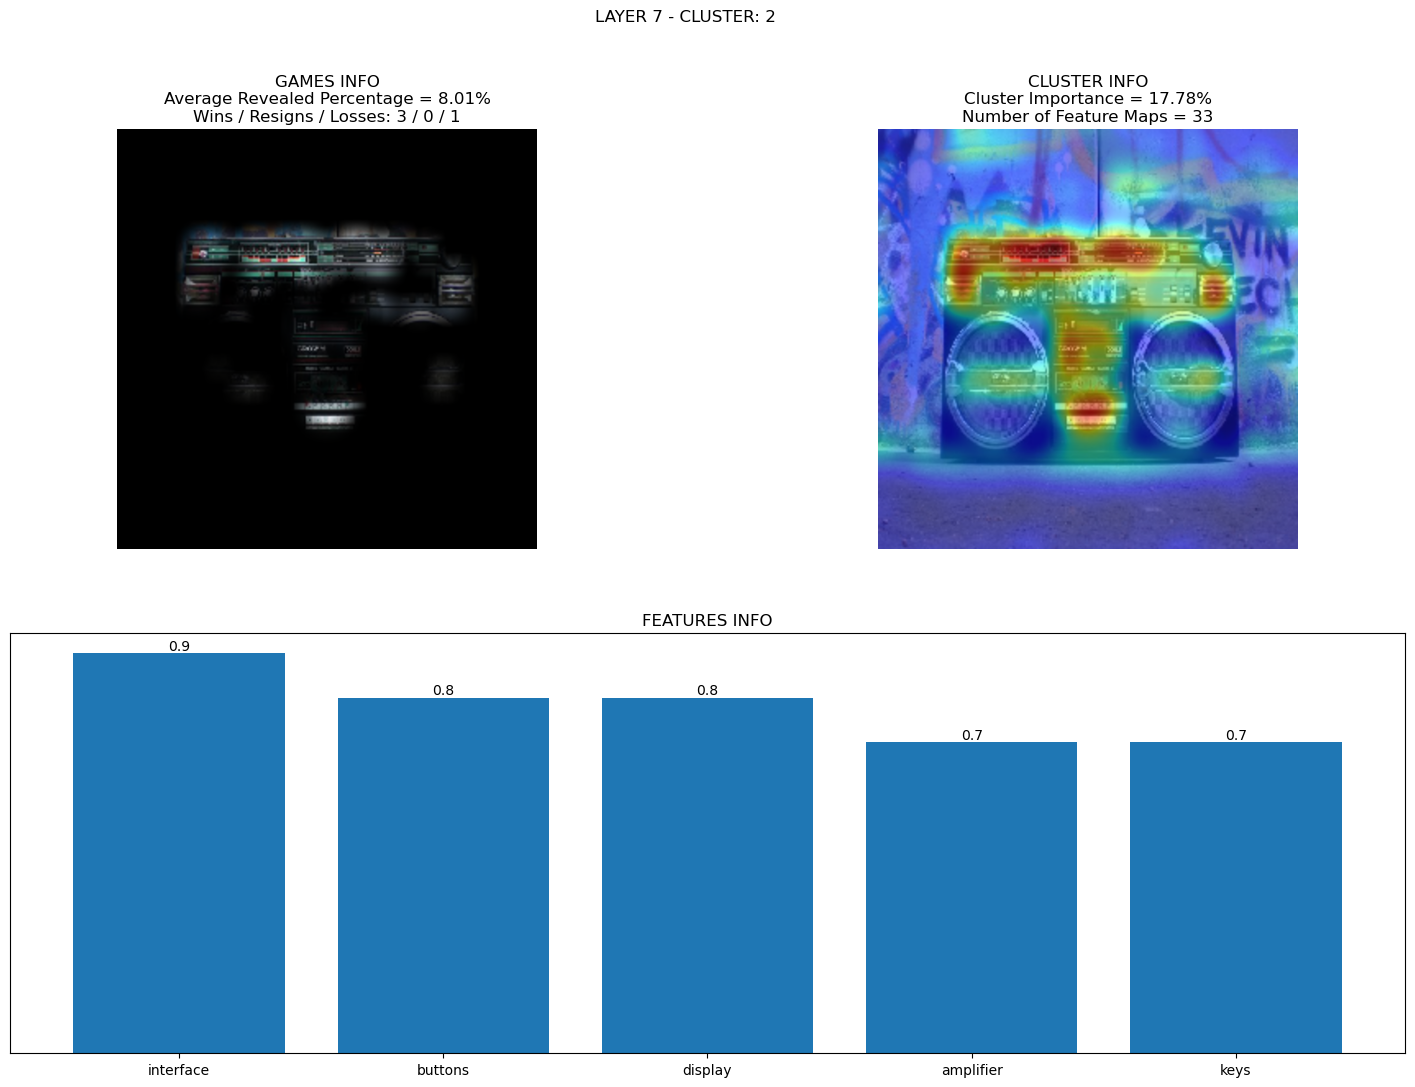 LAYER 7 - CLUSTER: 2
GAMES INFO
Average Revealed Percentage = 8.01%
Wins / Resigns / Losses: 3 / 0 / 1
CLUSTER INFO
Cluster Importance = 17.78%
Number of Feature Maps = 33
EVIN
ECH
FEATURES INFO
0.9
0.8
0.8
0.7
0.7
interface
buttons
display
amplifier
keys